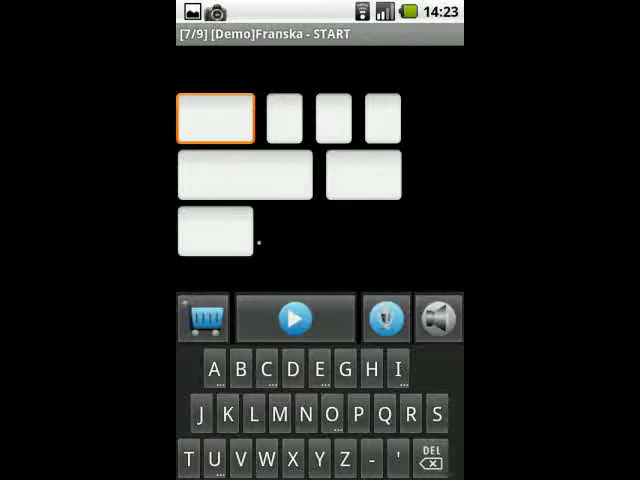 14:23
[7/9] [Demo]Franska - START
.
A B C D E G H I
J K L M N O P Q R S
T U V W X Y Z - ' DEL